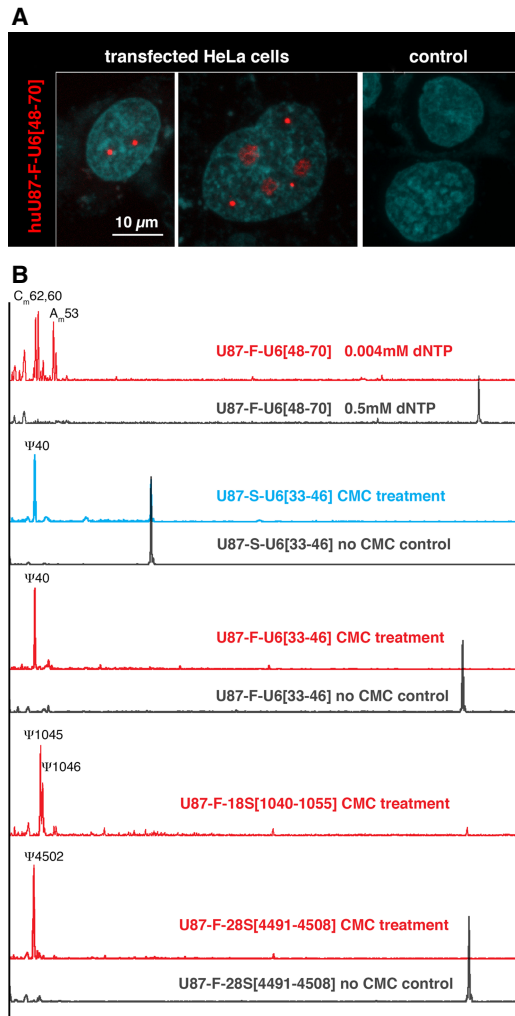 A
transfected HeLa cells control
huU87-F-U6[48-70]
10 µm
B
Cm62,60
Am53
U87-F-U6[48-70] 0.004mM dNTP
U87-F-U6[48-70] 0.5mM dNTP
Ψ40
U87-S-U6[33-46] CMC treatment
U87-S-U6[33-46] no CMC control
Ψ40
U87-F-U6[33-46] CMC treatment
U87-F-U6[33-46] no CMC control
Ψ1045
Ψ1046
U87-F-18S[1040-1055] CMC treatment
Ψ4502
U87-F-28S[4491-4508] CMC treatment
U87-F-28S[4491-4508] no CMC control